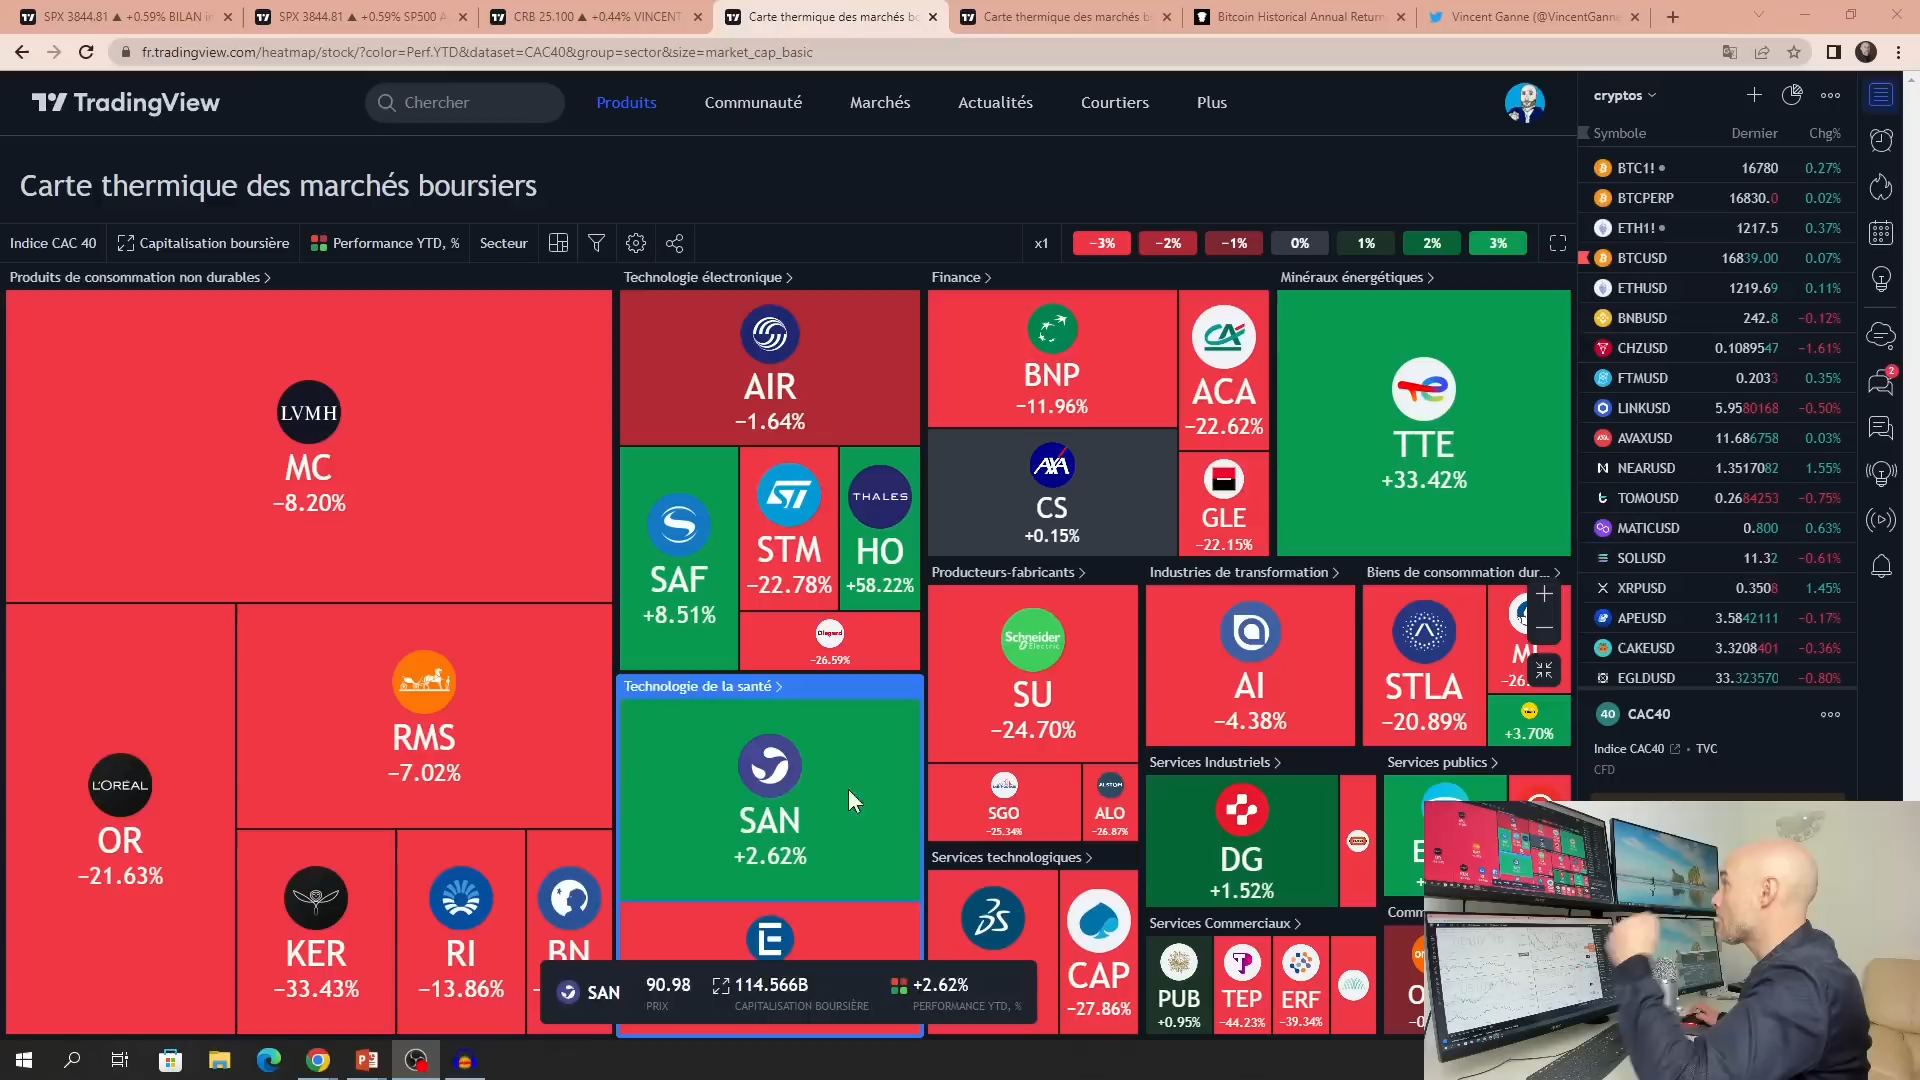 SPX 3844.81 ▲ +0.59% BILAN in
SPX 3844.81 ▲ +0.59% SP500 A
CRB 25.100 ▲ +0.44% VINCENT
Carte thermique des marchés bo
Carte thermique des marchés b
Bitcoin Historical Annual Return
Vincent Ganne (@VincentGanne
fr.tradingview.com/heatmap/stock/?color=Perf.YTD&dataset=CAC40&group=sector&size=market_cap_basic
TradingView
Chercher
Produits
Communauté
Marchés
Actualités
Courtiers
Plus
Carte thermique des marchés boursiers
Indice CAC 40
Capitalisation boursière
Performance YTD, %
Secteur
x1
−3%
−2%
−1%
0%
1%
2%
3%
Produits de consommation non durables >
LVMH
MC
−8.20%
L'ORÉAL
OR
−21.63%
RMS
−7.02%
KER
−33.43%
RI
−13.86%
BN
Technologie électronique >
AIR
−1.64%
SAF
+8.51%
STM
−22.78%
THALES
HO
+58.22%
−26.59%
Technologie de la santé >
SAN
+2.62%
SAN
90.98
PRIX
114.566B
CAPITALISATION BOURSIÈRE
+2.62%
PERFORMANCE YTD, %
Finance >
BNP
−11.96%
ACA
−22.62%
AXA
CS
+0.15%
GLE
−22.15%
Minéraux énergétiques >
TTE
+33.42%
Producteurs-fabricants >
Schneider
Electric
SU
−24.70%
SGO
−25.34%
ALSTOM
ALO
−26.87%
Services technologiques >
CAP
−27.86%
Industries de transformation >
AI
−4.38%
Biens de consommation dur... >
STLA
−20.89%
+3.70%
Services Industriels >
DG
+1.52%
Services publics >
Services Commerciaux >
PUB
+0.95%
TEP
−44.23%
ERF
−39.34%
Comm
cryptos
Symbole
Dernier
Chg%
BTC1! 16780 0.27%
BTCPERP 16830.0 0.02%
ETH1! 1217.5 0.37%
BTCUSD 16839.00 0.07%
ETHUSD 1219.69 0.11%
BNBUSD 242.8 −0.12%
CHZUSD 0.1089547 −1.61%
FTMUSD 0.2033 0.35%
LINKUSD 5.9580168 −0.50%
AVAXUSD 11.686758 0.03%
NEARUSD 1.3517082 1.55%
TOMOUSD 0.2684253 −0.75%
MATICUSD 0.800 0.63%
SOLUSD 11.32 −0.61%
XRPUSD 0.3508 1.45%
APEUSD 3.5842111 −0.17%
CAKEUSD 3.3208401 −0.36%
EGLDUSD 33.323570 −0.80%
2
40
CAC40
Indice CAC40 • TVC
CFD